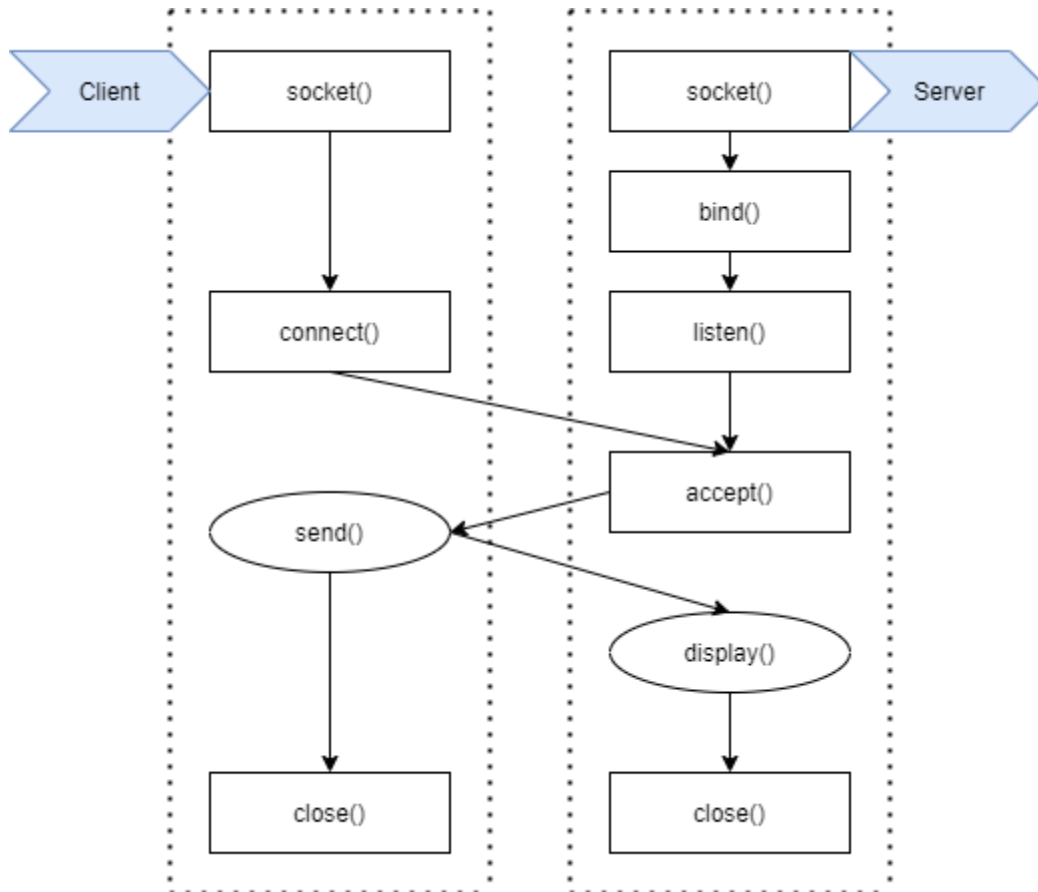 Client
socket()
socket()
Server
bind()
connect()
listen()
accept()
send()
display()
close()
close()